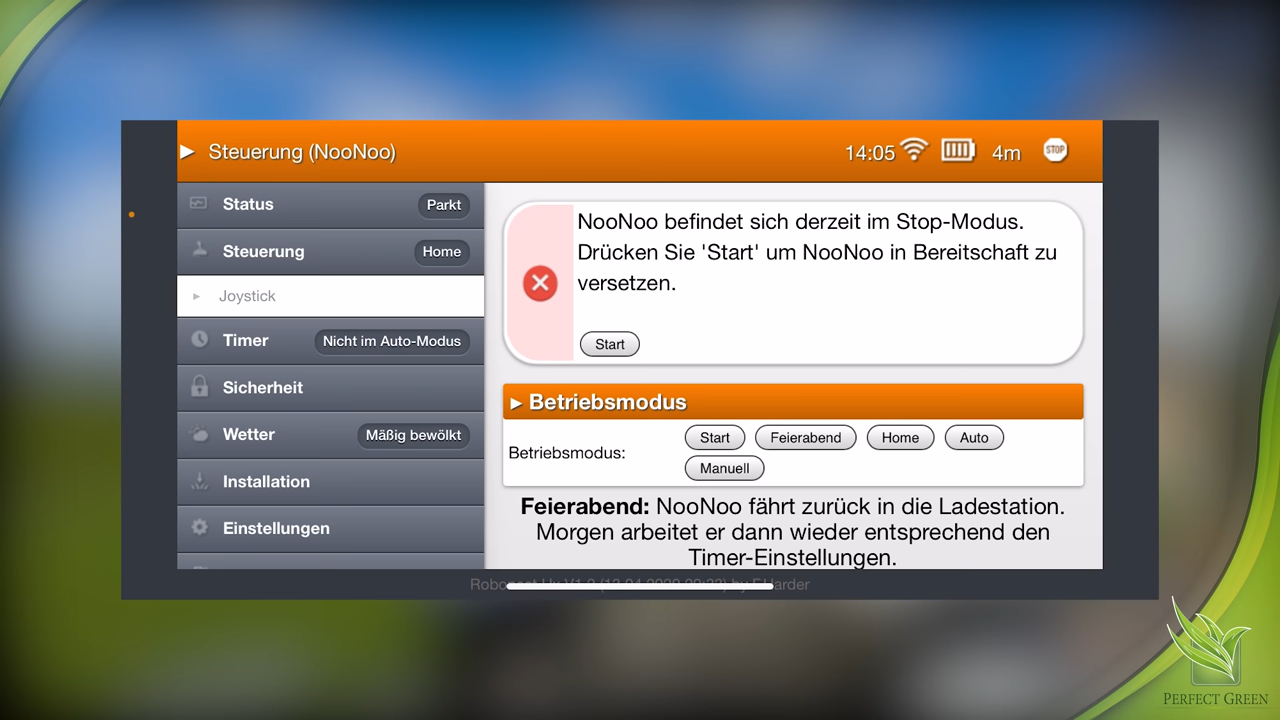 Steuerung (NooNoo)
14:05 4m STOP
Status Parkt
Steuerung Home
Joystick
Timer Nicht im Auto-Modus
Sicherheit
Wetter Mäßig bewölkt
Installation
Einstellungen
NooNoo befindet sich derzeit im Stop-Modus.
Drücken Sie 'Start' um NooNoo in Bereitschaft zu
versetzen.
Start
Betriebsmodus
Betriebsmodus: Start Feierabend Home Auto
Manuell
Feierabend: NooNoo fährt zurück in die Ladestation.
Morgen arbeitet er dann wieder entsprechend den
Timer-Einstellungen.
PERFECT GREEN